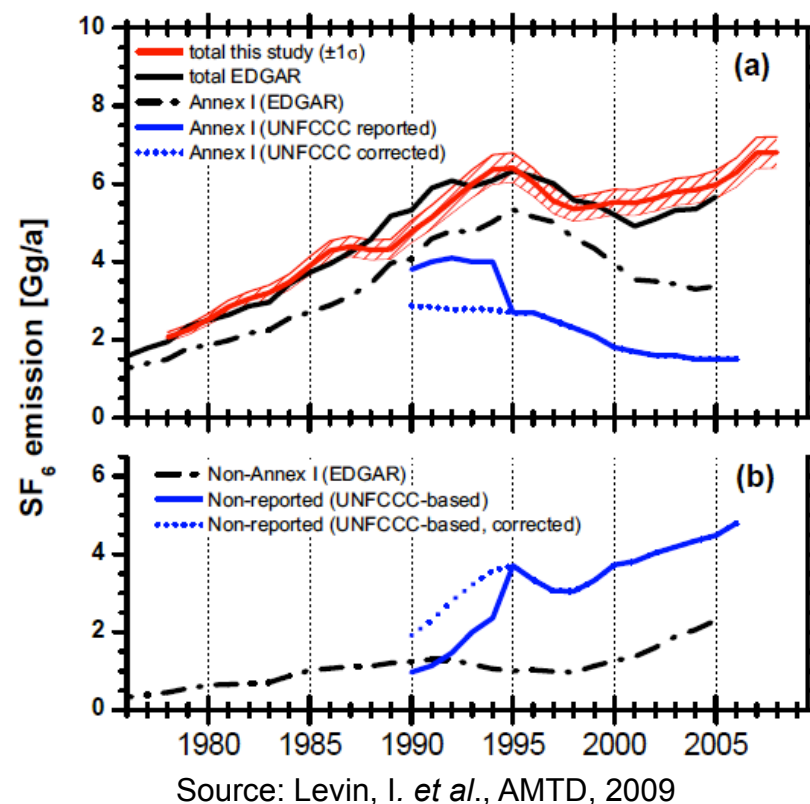 10
8
6
4
2
0
(a)
total this study (±1σ)
total EDGAR
Annex I (EDGAR)
Annex I (UNFCCC reported)
Annex I (UNFCCC corrected)
SF6 emission [Gg/a]
6
4
2
0
(b)
Non-Annex I (EDGAR)
Non-reported (UNFCCC-based)
Non-reported (UNFCCC-based, corrected)
1980 1985 1990 1995 2000 2005
Source: Levin, I. et al., AMTD, 2009